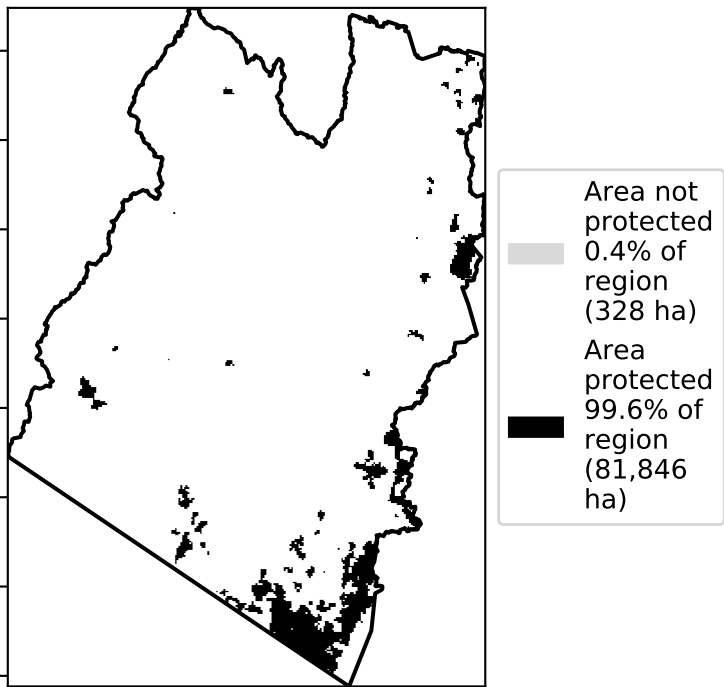 Area not
protected
0.4% of
region
(328 ha)
Area
protected
99.6% of
region
(81,846
ha)